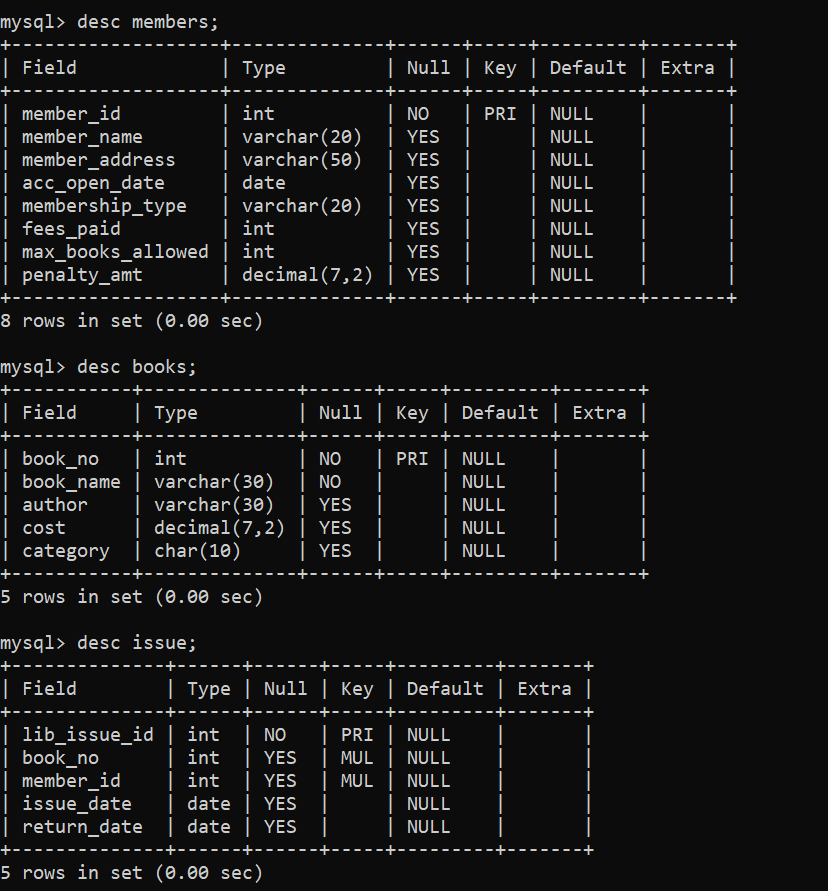 mysql> desc members;
+-------------------+--------------+------+-----+---------+-------+
| Field             | Type         | Null | Key | Default | Extra |
+-------------------+--------------+------+-----+---------+-------+
| member_id         | int          | NO   | PRI | NULL    |       |
| member_name       | varchar(20)  | YES  |     | NULL    |       |
| member_address    | varchar(50)  | YES  |     | NULL    |       |
| acc_open_date     | date         | YES  |     | NULL    |       |
| membership_type   | varchar(20)  | YES  |     | NULL    |       |
| fees_paid         | int          | YES  |     | NULL    |       |
| max_books_allowed | int          | YES  |     | NULL    |       |
| penalty_amt       | decimal(7,2) | YES  |     | NULL    |       |
+-------------------+--------------+------+-----+---------+-------+
8 rows in set (0.00 sec)

mysql> desc books;
+-----------+--------------+------+-----+---------+-------+
| Field     | Type         | Null | Key | Default | Extra |
+-----------+--------------+------+-----+---------+-------+
| book_no   | int          | NO   | PRI | NULL    |       |
| book_name | varchar(30)  | NO   |     | NULL    |       |
| author    | varchar(30)  | YES  |     | NULL    |       |
| cost      | decimal(7,2) | YES  |     | NULL    |       |
| category  | char(10)     | YES  |     | NULL    |       |
+-----------+--------------+------+-----+---------+-------+
5 rows in set (0.00 sec)

mysql> desc issue;
+--------------+------+------+-----+---------+-------+
| Field        | Type | Null | Key | Default | Extra |
+--------------+------+------+-----+---------+-------+
| lib_issue_id | int  | NO   | PRI | NULL    |       |
| book_no      | int  | YES  | MUL | NULL    |       |
| member_id    | int  | YES  | MUL | NULL    |       |
| issue_date   | date | YES  |     | NULL    |       |
| return_date  | date | YES  |     | NULL    |       |
+--------------+------+------+-----+---------+-------+
5 rows in set (0.00 sec)